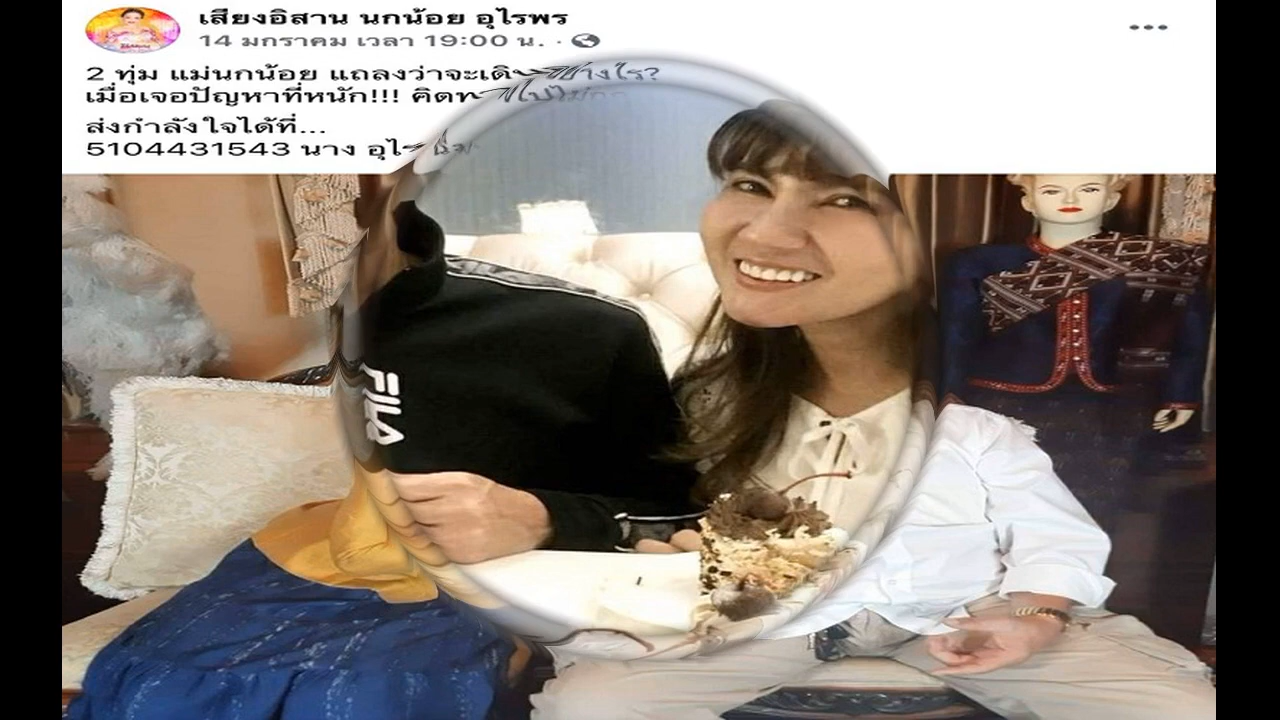 เสียงอิสาน นกน้อย อุไรพร
14 มกราคม เวลา 19:00 น. ·
2 ทุ่ม แม่นกน้อย แถลงว่าจะเดิน อย่างไร?
เมื่อเจอปัญหาที่หนัก!!!
ส่งกำลังใจได้ที่...
5104431543 นาง
FILA